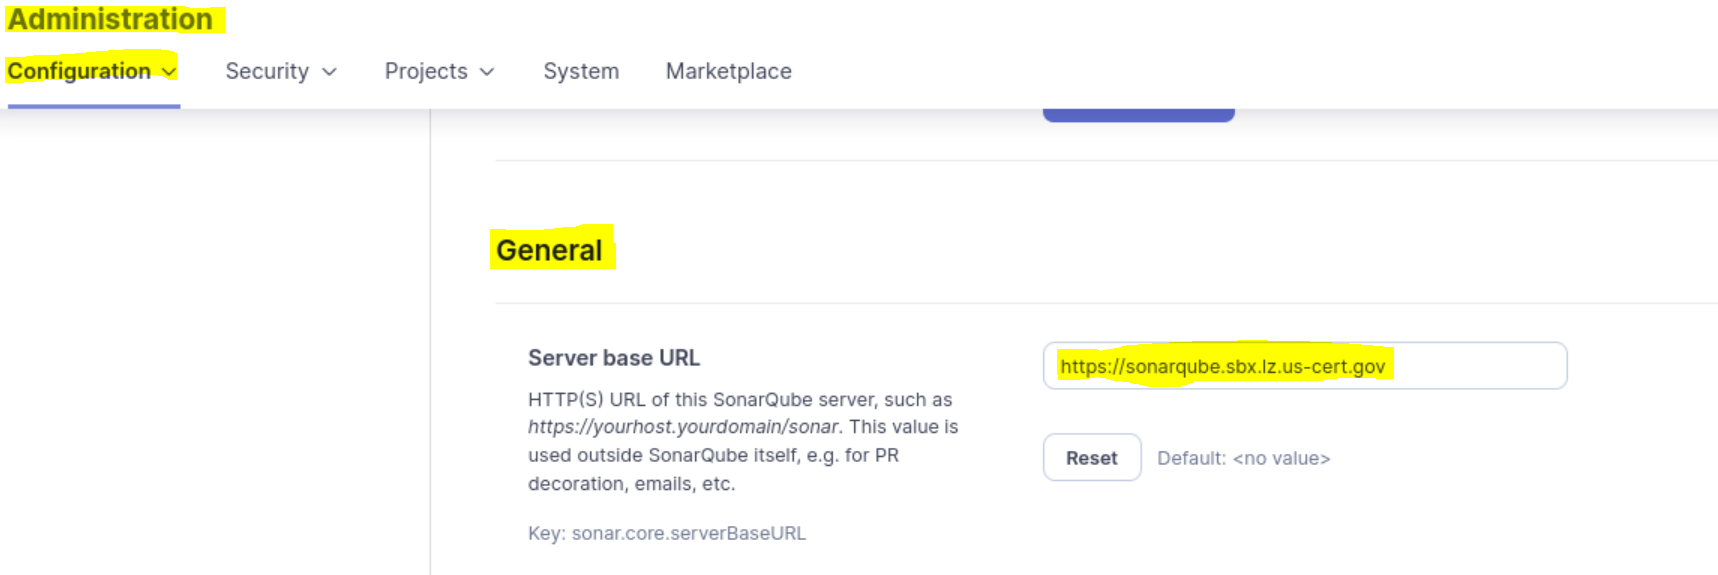 Administration
Configuration Security Projects System Marketplace
General
Server base URL
https://sonarqube.sbx.lz.us-cert.gov
HTTP(S) URL of this SonarQube server, such as
https://yourhost.yourdomain/sonar. This value is
used outside SonarQube itself, e.g. for PR
decoration, emails, etc.
Reset Default: <no value>
Key: sonar.core.serverBaseURL